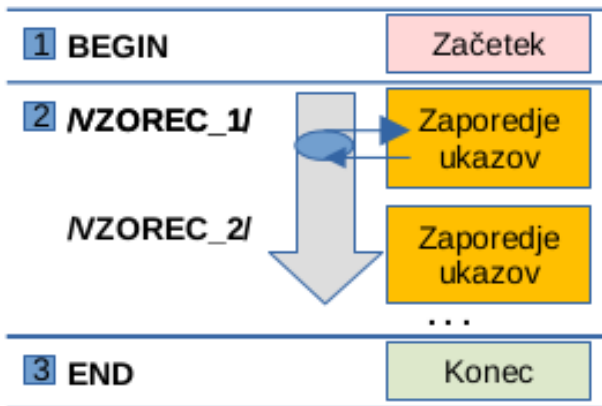 1 BEGIN Začetek
2 /VZOREC_1/ Zaporedje
ukazov
/VZOREC_2/ Zaporedje
ukazov
...
3 END Konec